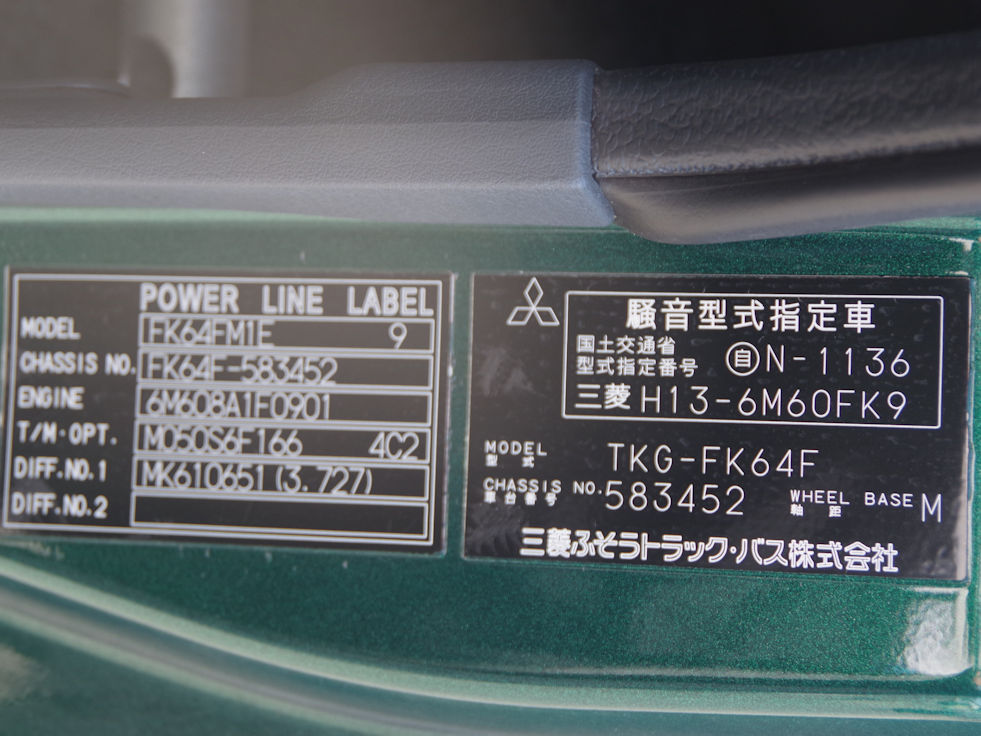 POWER LINE LABEL
MODEL FK64FM1E 9
CHASSIS NO. FK64F-583452
ENGINE 6M608A1F0901
T/M·OPT. M050S6F166 4C2
DIFF.NO.1 MK610651 (3.727)
DIFF.NO.2
騒音型式指定車
国土交通省
型式指定番号 自N-1136
三菱 H13-6M60FK9
MODEL TKG-FK64F
型式
CHASSIS NO. 583452 WHEEL BASE M
車台番号 軸距
三菱ふそうトラック・バス株式会社